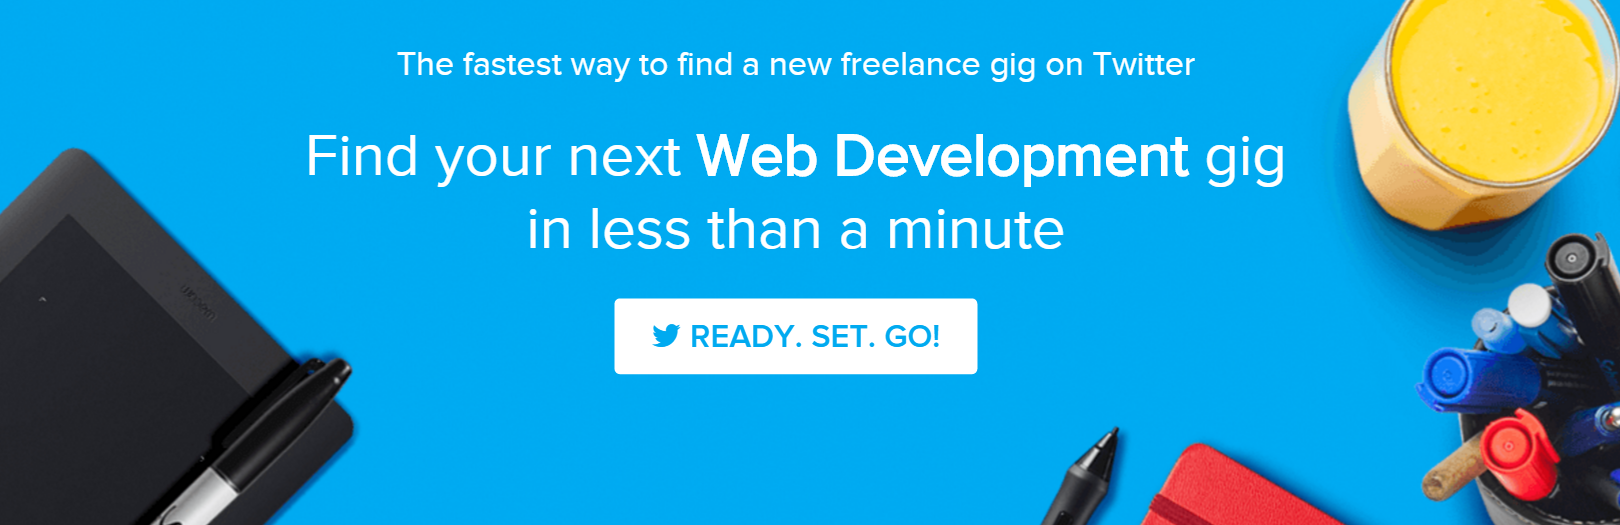 The fastest way to find a new freelance gig on Twitter
Find your next Web Development gig
in less than a minute
READY. SET. GO!
wacom